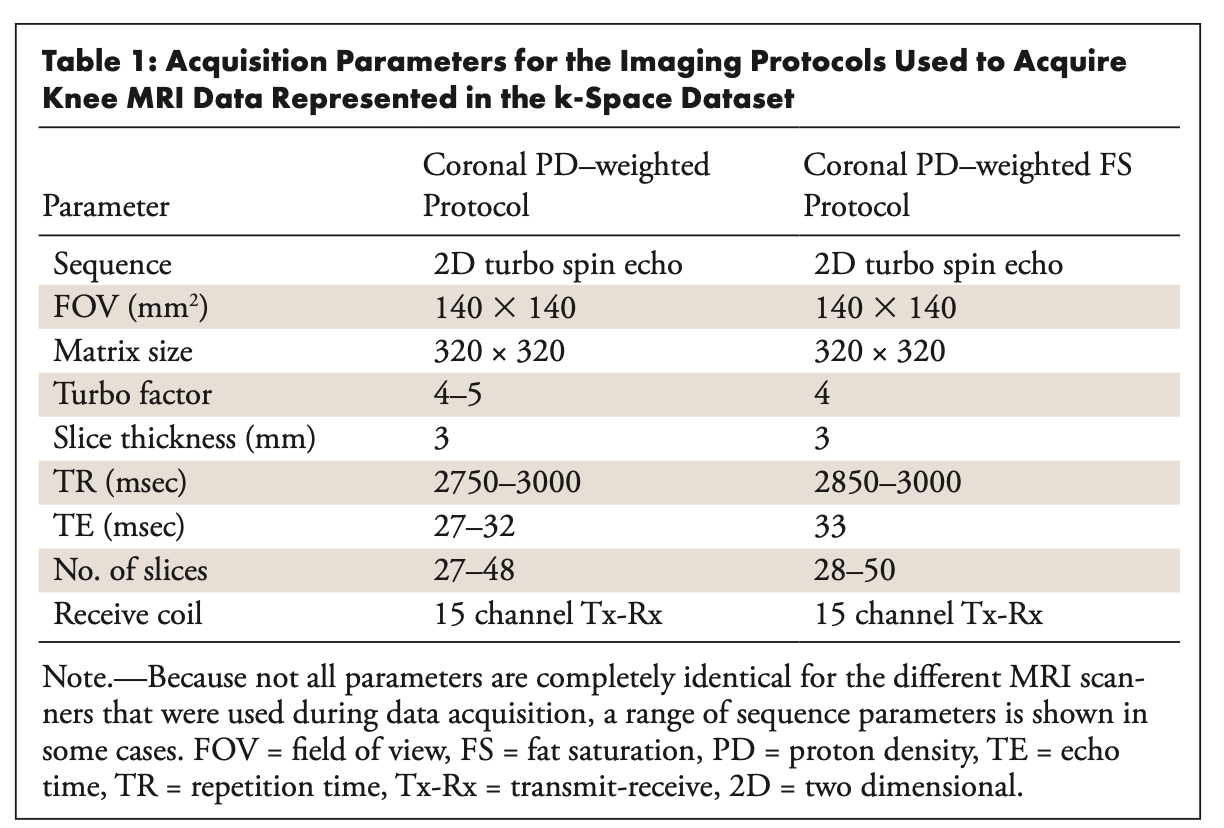 Table 1: Acquisition Parameters for the Imaging Protocols Used to Acquire
Knee MRI Data Represented in the k-Space Dataset
Parameter Coronal PD–weighted Protocol Coronal PD–weighted FS Protocol
Sequence 2D turbo spin echo 2D turbo spin echo
FOV (mm²) 140 × 140 140 × 140
Matrix size 320 × 320 320 × 320
Turbo factor 4–5 4
Slice thickness (mm) 3 3
TR (msec) 2750–3000 2850–3000
TE (msec) 27–32 33
No. of slices 27–48 28–50
Receive coil 15 channel Tx-Rx 15 channel Tx-Rx
Note.—Because not all parameters are completely identical for the different MRI scan-
ners that were used during data acquisition, a range of sequence parameters is shown in
some cases. FOV = field of view, FS = fat saturation, PD = proton density, TE = echo
time, TR = repetition time, Tx-Rx = transmit-receive, 2D = two dimensional.